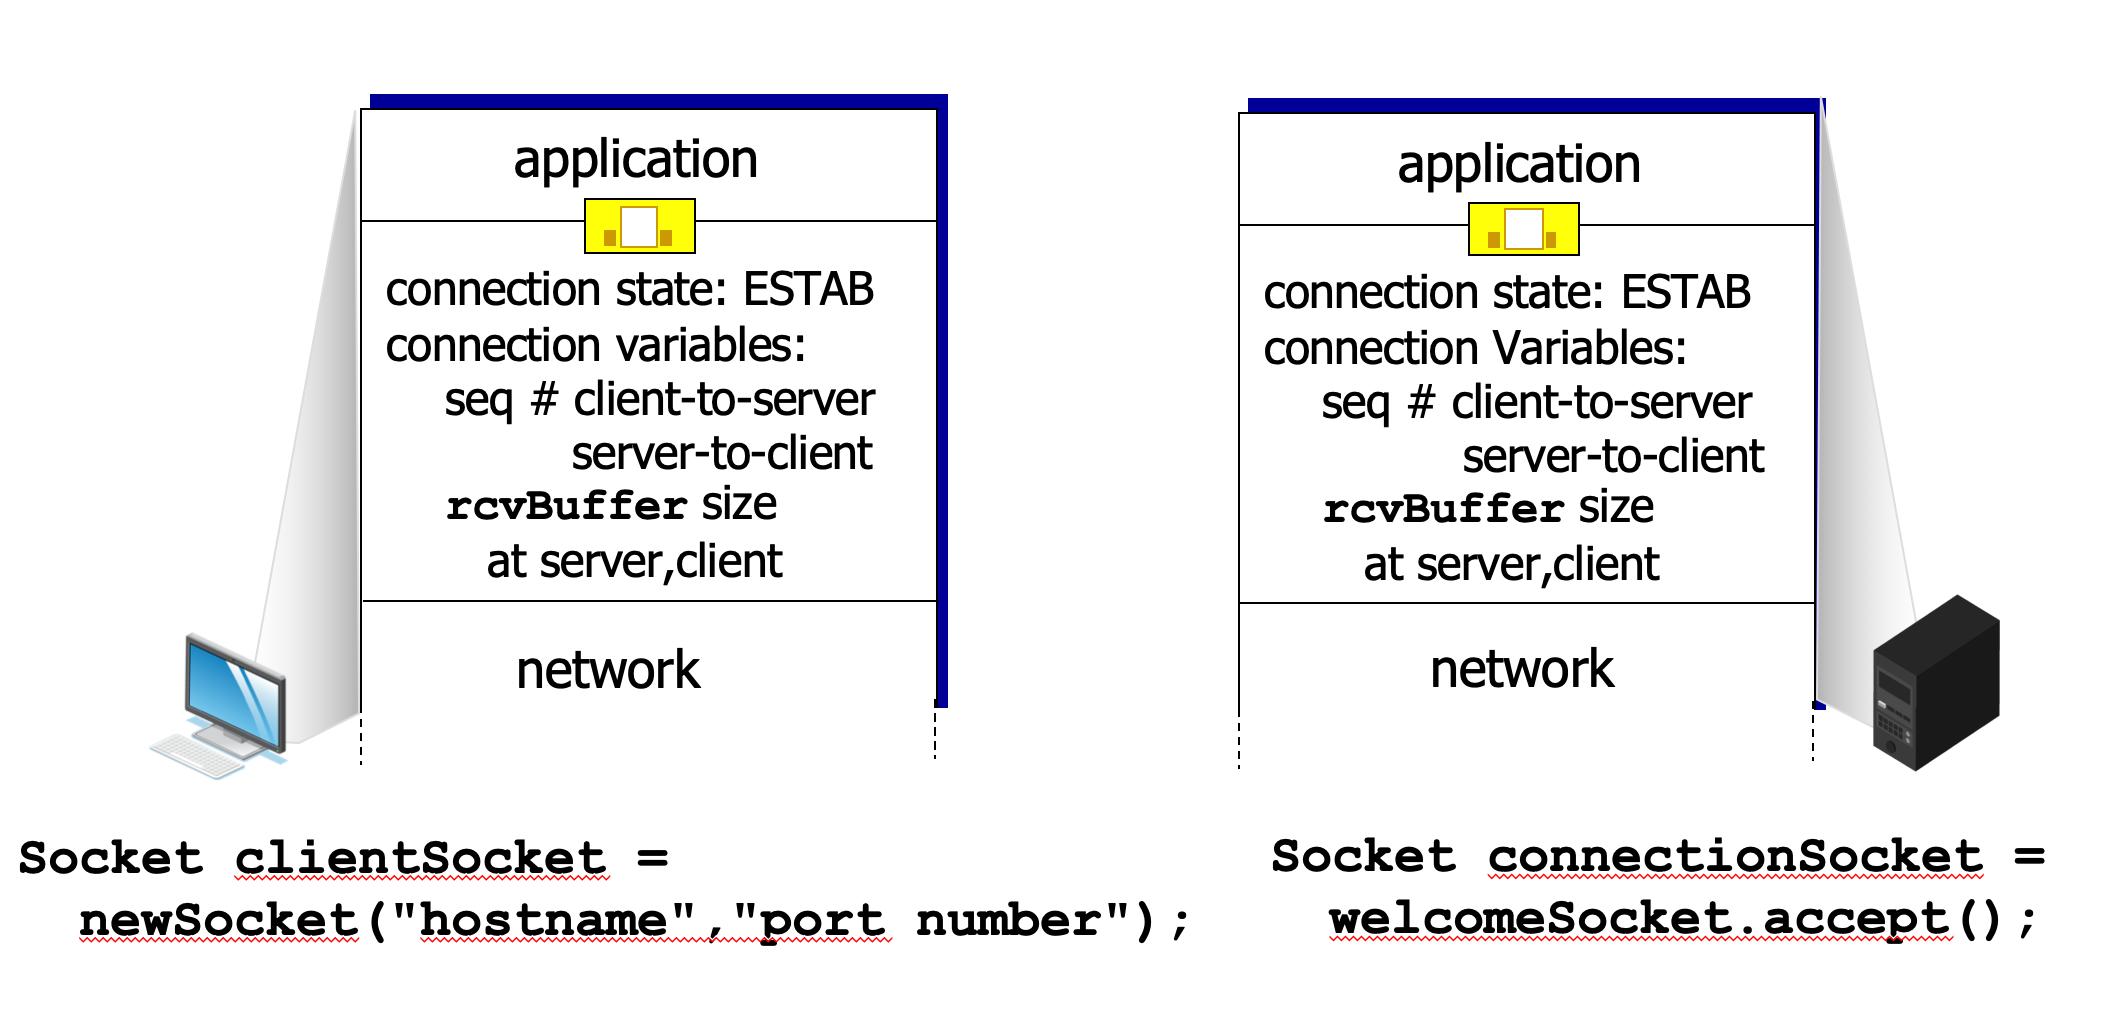 application
connection state: ESTAB
connection variables:
seq # client-to-server
server-to-client
rcvBuffer size
at server,client
network
Socket clientSocket =
newSocket("hostname","port number");
application
connection state: ESTAB
connection Variables:
seq # client-to-server
server-to-client
rcvBuffer size
at server,client
network
Socket connectionSocket =
welcomeSocket.accept();